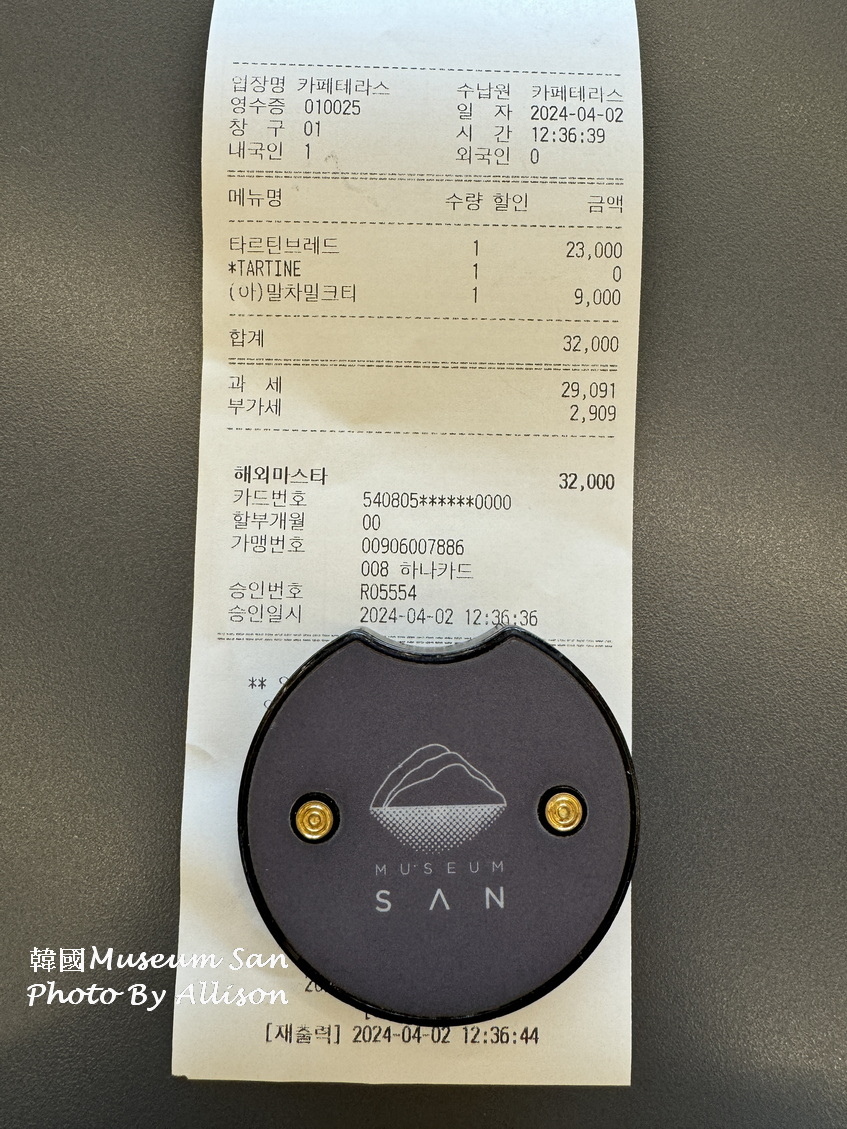 입장명 카페테라스 수납원 카페테리스
영수증 010025 일 자 2024-04-02
창 구 01 시 간 12:36:39
내국인 1 외국인 0
메뉴명 수량 할인 금액
타르틴브레드 1 23,000
*TARTINE 1 0
(아)말차밀크티 1 9,000
합계 32,000
과 세 29,091
부가세 2,909
해외마스타 32,000
카드번호 540805******0000
할부개월 00
가맹번호 00906007886
008 하나카드
승인번호 R05554
승인일시 2024-04-02 12:36:36
**
MUSEUM
SAN
韓國Museum San
Photo By Allison
[재출력] 2024-04-02 12:36:44